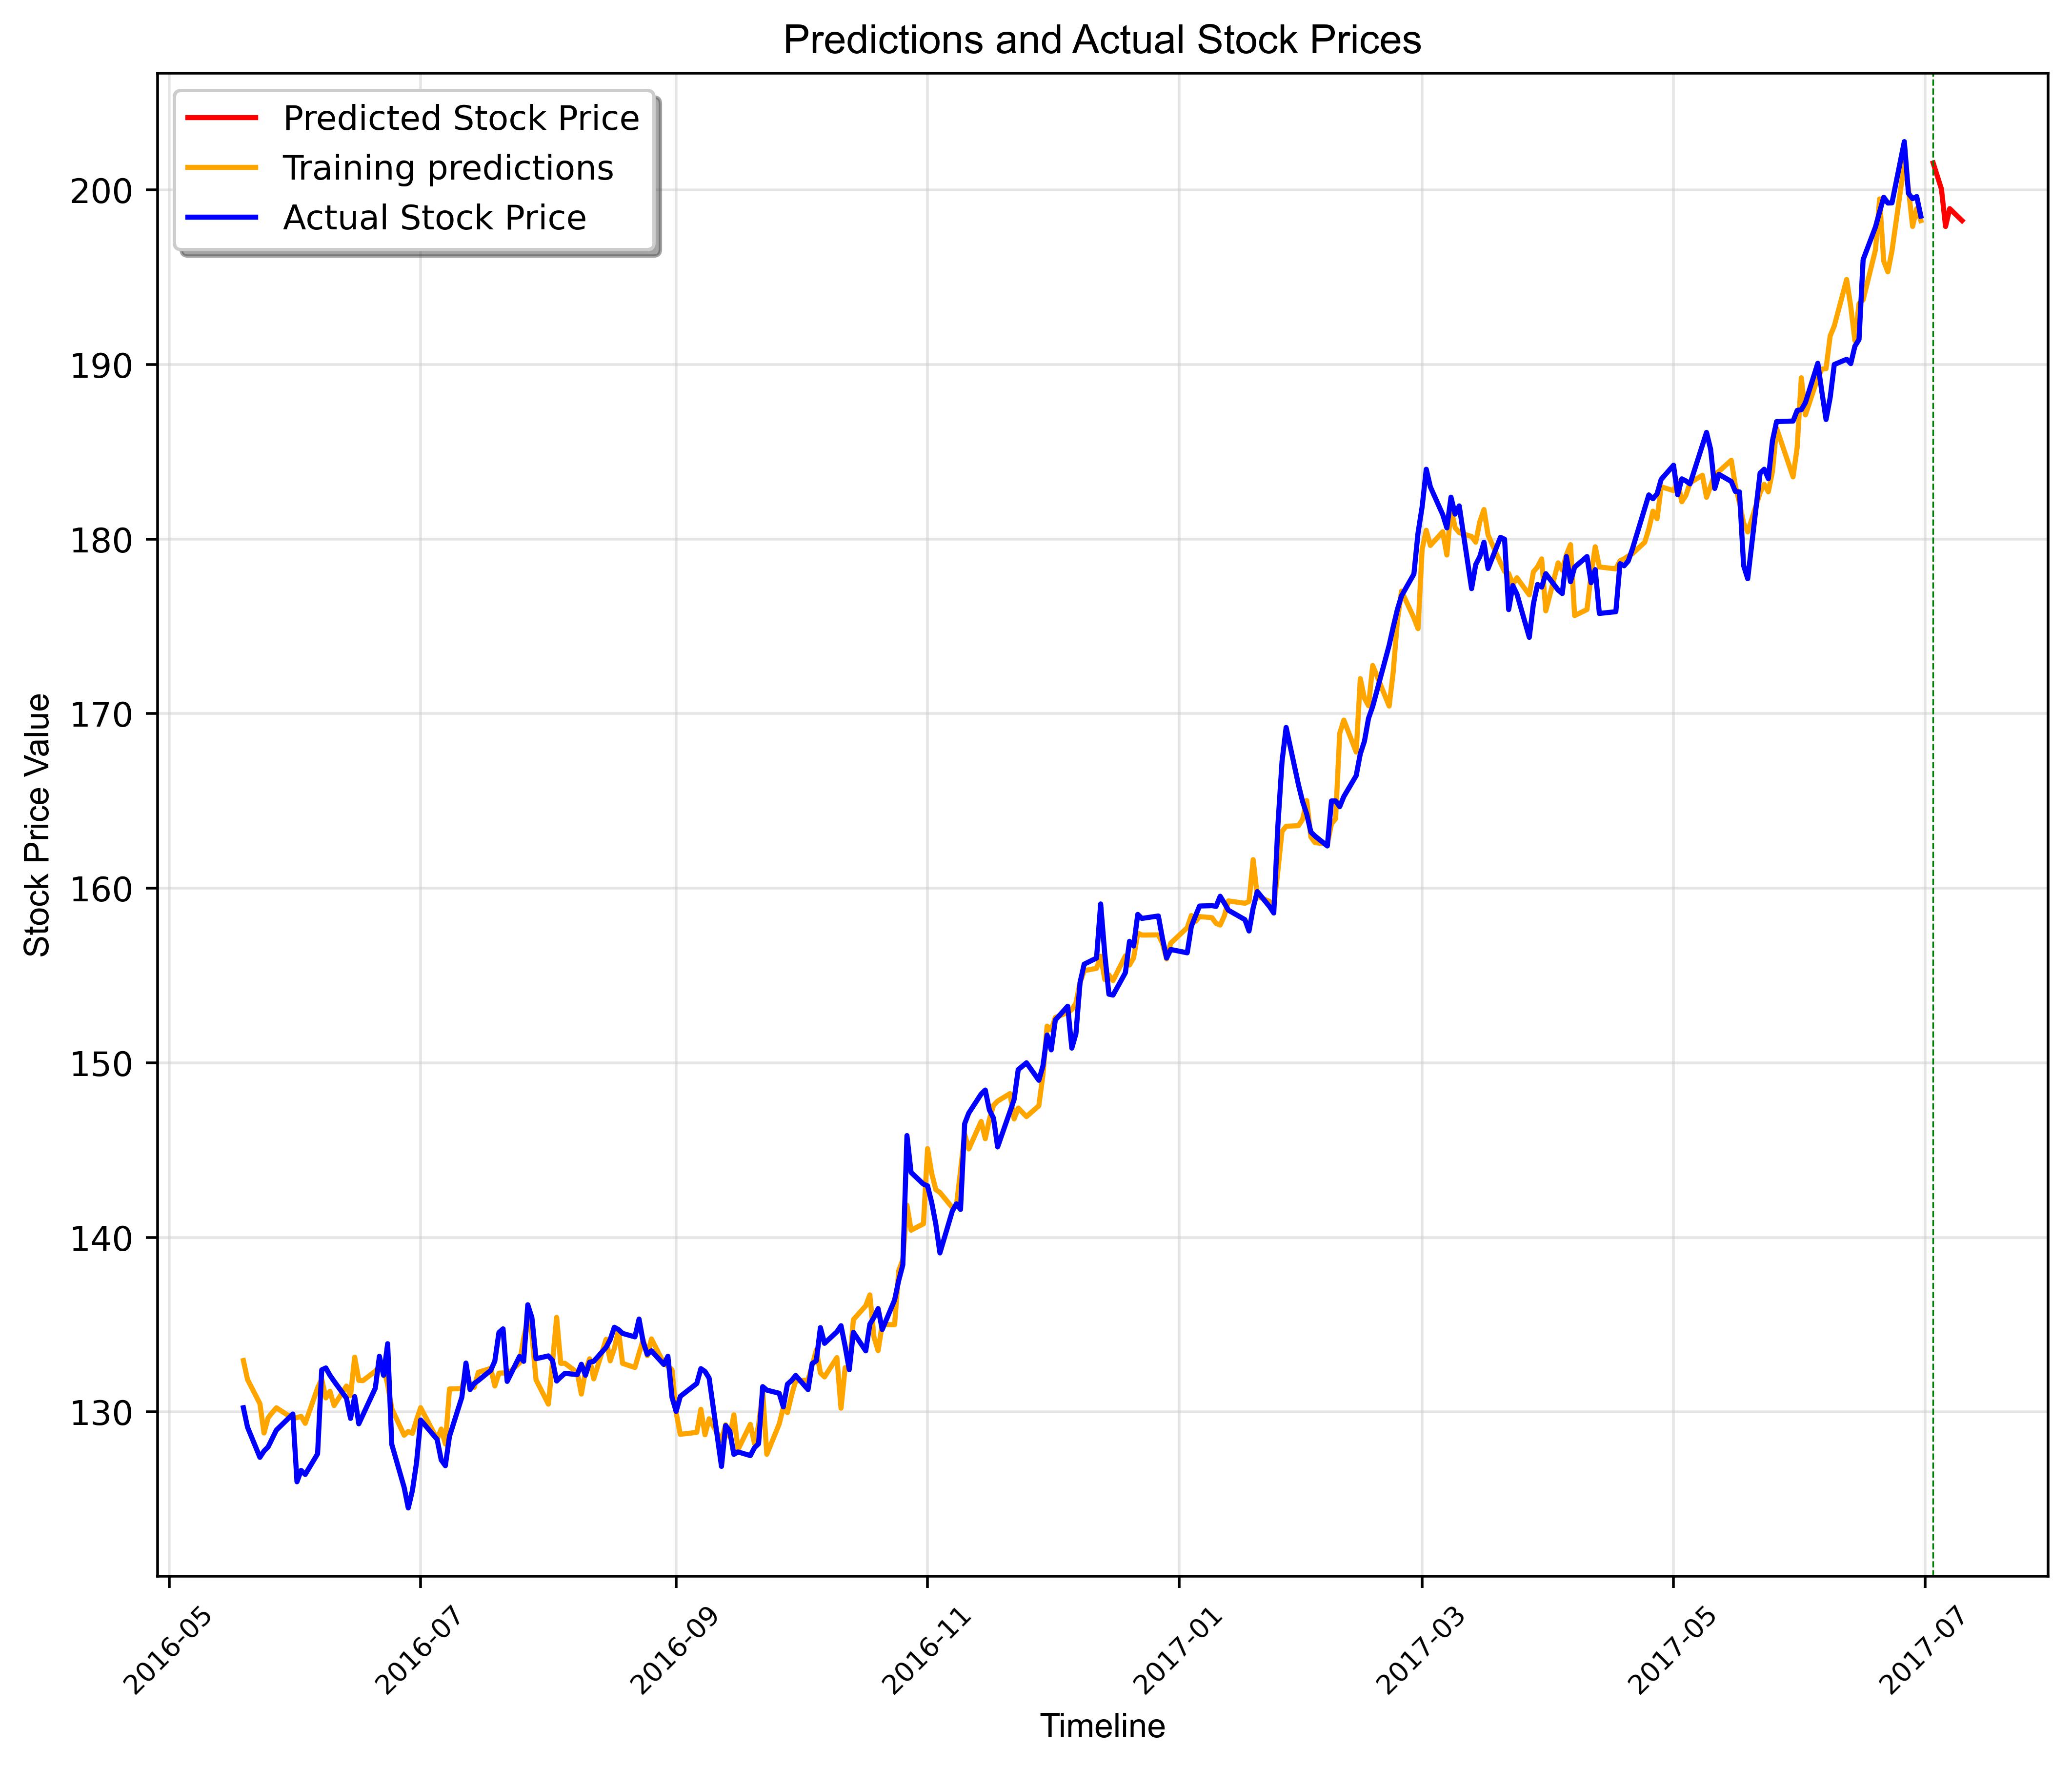 Predictions and Actual Stock Prices
Predicted Stock Price
Training predictions
Actual Stock Price
Stock Price Value
200
190
180
170
160
150
140
130
2016-05
2016-07
2016-09
2016-11
2017-01
2017-03
2017-05
2017-07
Timeline